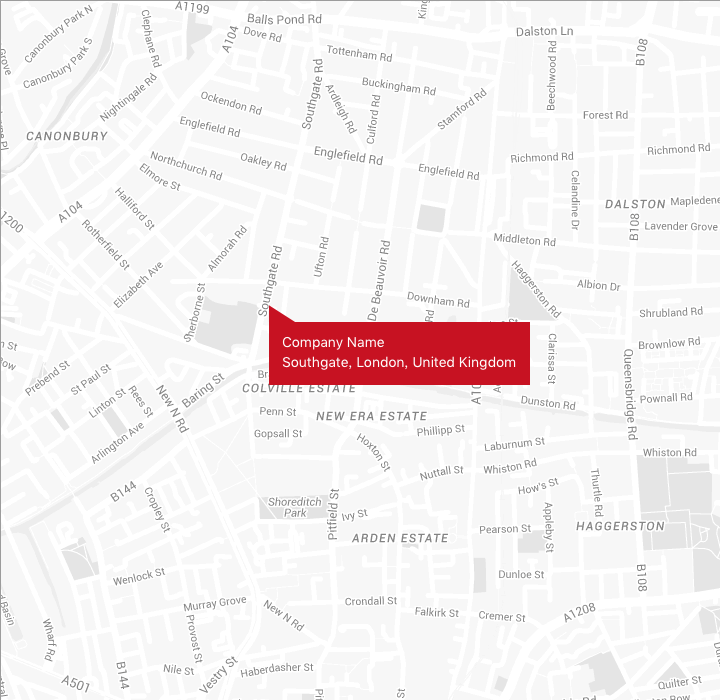 A1199
Balls Pond Rd
King
Canonbury Park N
Clephane Rd
A104
Dove Rd
Dalston Ln
B108
Grove
Canonbury Park S
Tottenham Rd
Beechwood Rd
Nightingale Rd
Southgate Rd
Buckingham Rd
Ardleigh Rd
Culford Rd
Stamford Rd
Ockendon Rd
Forest Rd
Englefield Rd
CANONBURY
Northchurch Rd
Oakley Rd
Englefield Rd
Englefield Rd
Richmond Rd
Richmond Rd
Elmore St
Celandine Dr
Halliford St
DALSTON
Mapledene
A104
1200
B108
Lavender Grove
Rotherfield St
Almorah Rd
Ufton Rd
De Beauvoir Rd
Middleton Rd
Elizabeth Ave
Southgate Rd
Haggerston Rd
Albion Dr
Sherborne St
Downham Rd
Rd
Shrubland Rd
Company Name
Southgate, London, United Kingdom
Clarissa St
Brownlow Rd
Queensbridge Rd
n St
ow
Prebend St
St Paul St
Baring St
Br
COLVILLE ESTATE
A10
A
Pownall Rd
Linton St
Rees St
New N Rd
Dunston Rd
Penn St
NEW ERA ESTATE
Arlington Ave
Gopsall St
Hoxton St
Phillipp St
Laburnum St
Whiston Rd
Nuttall St
Whiston Rd
B144
Cropley St
How's St
Thurtle Rd
Shoreditch
Park
Pitfield St
Ivy St
Appleby St
ARDEN ESTATE
Pearson St
HAGGERSTON
Wenlock St
Dunloe St
B108
Murray Grove
New N Rd
Crondall St
Falkirk St
Cremer St
A1208
Basin
Wharf Rd
Provost St
A501
B144
Nile St
Vestry St
Haberdasher St
St
Quilter St